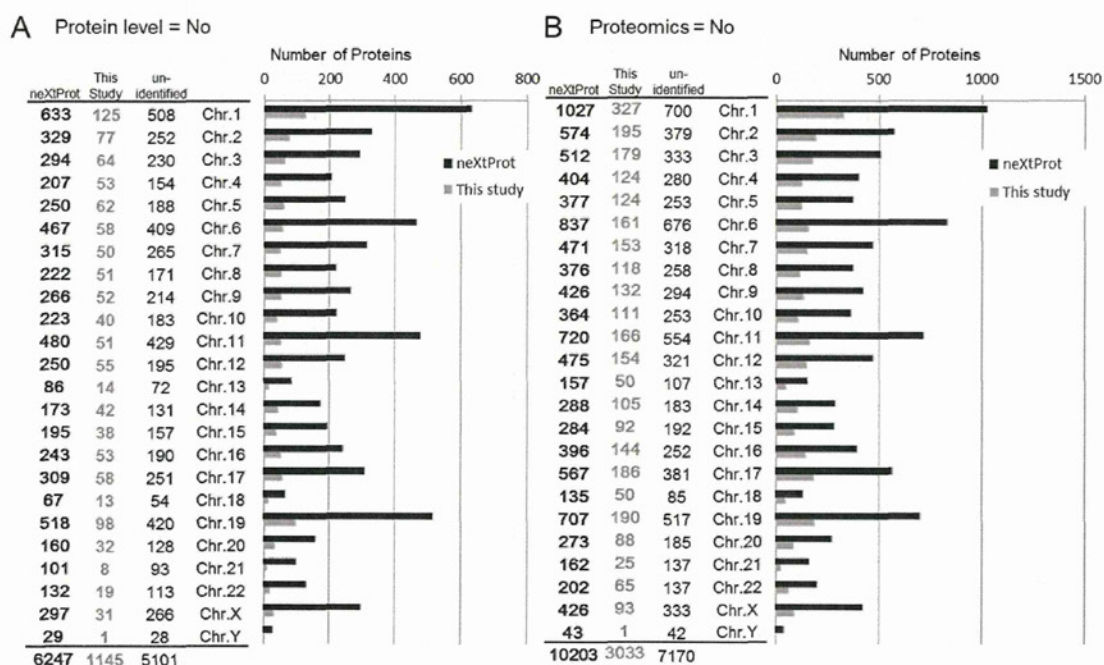 A Protein level = No
Number of Proteins
neXtProt This Study un-identified 0 200 400 600 800
633 125 508 Chr.1
329 77 252 Chr.2
294 64 230 Chr.3
207 53 154 Chr.4
250 62 188 Chr.5
467 58 409 Chr.6
315 50 265 Chr.7
222 51 171 Chr.8
266 52 214 Chr.9
223 40 183 Chr.10
480 51 429 Chr.11
250 55 195 Chr.12
86 14 72 Chr.13
173 42 131 Chr.14
195 38 157 Chr.15
243 53 190 Chr.16
309 58 251 Chr.17
67 13 54 Chr.18
518 98 420 Chr.19
160 32 128 Chr.20
101 8 93 Chr.21
132 19 113 Chr.22
297 31 266 Chr.X
29 1 28 Chr.Y
6247 1145 5101
neXtProt
This study
B Proteomics = No
Number of Proteins
neXtProt This Study un-identified 0 500 1000 1500
1027 327 700 Chr.1
574 195 379 Chr.2
512 179 333 Chr.3
404 124 280 Chr.4
377 124 253 Chr.5
837 161 676 Chr.6
471 153 318 Chr.7
376 118 258 Chr.8
426 132 294 Chr.9
364 111 253 Chr.10
720 166 554 Chr.11
475 154 321 Chr.12
157 50 107 Chr.13
288 105 183 Chr.14
284 92 192 Chr.15
396 144 252 Chr.16
567 186 381 Chr.17
135 50 85 Chr.18
707 190 517 Chr.19
273 88 185 Chr.20
162 25 137 Chr.21
202 65 137 Chr.22
426 93 333 Chr.X
43 1 42 Chr.Y
10203 3033 7170
neXtProt
This study